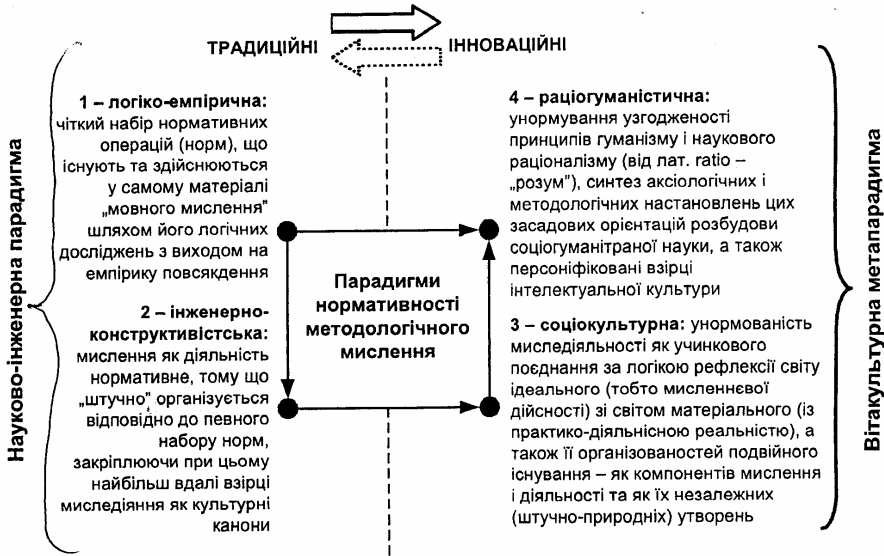 ТРАДИЦІЙНІ
ІННОВАЦІЙНІ
Науково-інженерна парадигма
1 – логіко-емпірична:
чіткий набір нормативних
операцій (норм), що
існують та здійснюються
у самому матеріалі
„мовного мислення"
шляхом його логічних
досліджень з виходом на
емпірику повсякдення
2 – інженерно-
конструктивістська:
мислення як діяльність
нормативне, тому що
„штучно" організується
відповідно до певного
набору норм,
закріплюючи при цьому
найбільш вдалі взірці
миследіяння як культурні
канони
Парадигми
нормативності
методологічного
мислення
4 – раціогуманістична:
унормування узгодженості
принципів гуманізму і наукового
раціоналізму (від лат. ratio –
„розум"), синтез аксіологічних і
методологічних настановлень цих
засадових орієнтацій розбудови
соціогуманітраної науки, а також
персоніфіковані взірці
інтелектуальної культури
3 – соціокультурна: унормованість
миследіяльності як учинкового
поєднання за логікою рефлексії світу
ідеального (тобто мисленнєвої
дійсності) зі світом матеріального (із
практико-діяльнісною реальністю), а
також її організованостей подвійного
існування – як компонентів мислення
і діяльності та як їх незалежних
(штучно-природніх) утворень
Вітакультурна метапарадигма